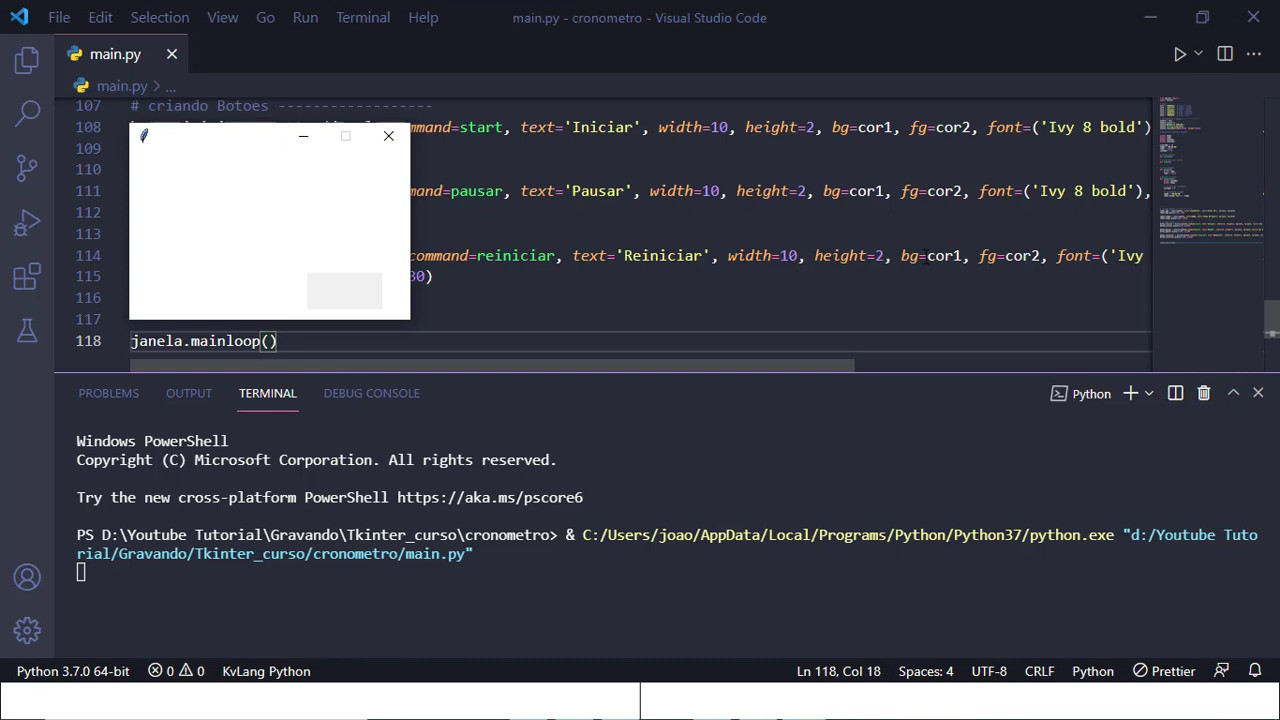 File Edit Selection View Go Run Terminal Help main.py - cronometro - Visual Studio Code
main.py
main.py > ...
107 # criando Botoes ------------------
108 ommand=start, text='Iniciar', width=10, height=2, bg=cor1, fg=cor2, font=('Ivy 8 bold')
109
110
111 mand=pausar, text='Pausar', width=10, height=2, bg=cor1, fg=cor2, font=('Ivy 8 bold'),
112
113
114 command=reiniciar, text='Reiniciar', width=10, height=2, bg=cor1, fg=cor2, font=('Ivy
115 30)
116
117
118 janela.mainloop()
PROBLEMS OUTPUT TERMINAL DEBUG CONSOLE Python
Windows PowerShell
Copyright (C) Microsoft Corporation. All rights reserved.
Try the new cross-platform PowerShell https://aka.ms/pscore6
PS D:\Youtube Tutorial\Gravando\Tkinter_curso\cronometro> & C:/Users/joao/AppData/Local/Programs/Python/Python37/python.exe "d:/Youtube Tuto
rial/Gravando/Tkinter_curso/cronometro/main.py"
Python 3.7.0 64-bit 0 0 KvLang Python Ln 118, Col 18 Spaces: 4 UTF-8 CRLF Python Prettier